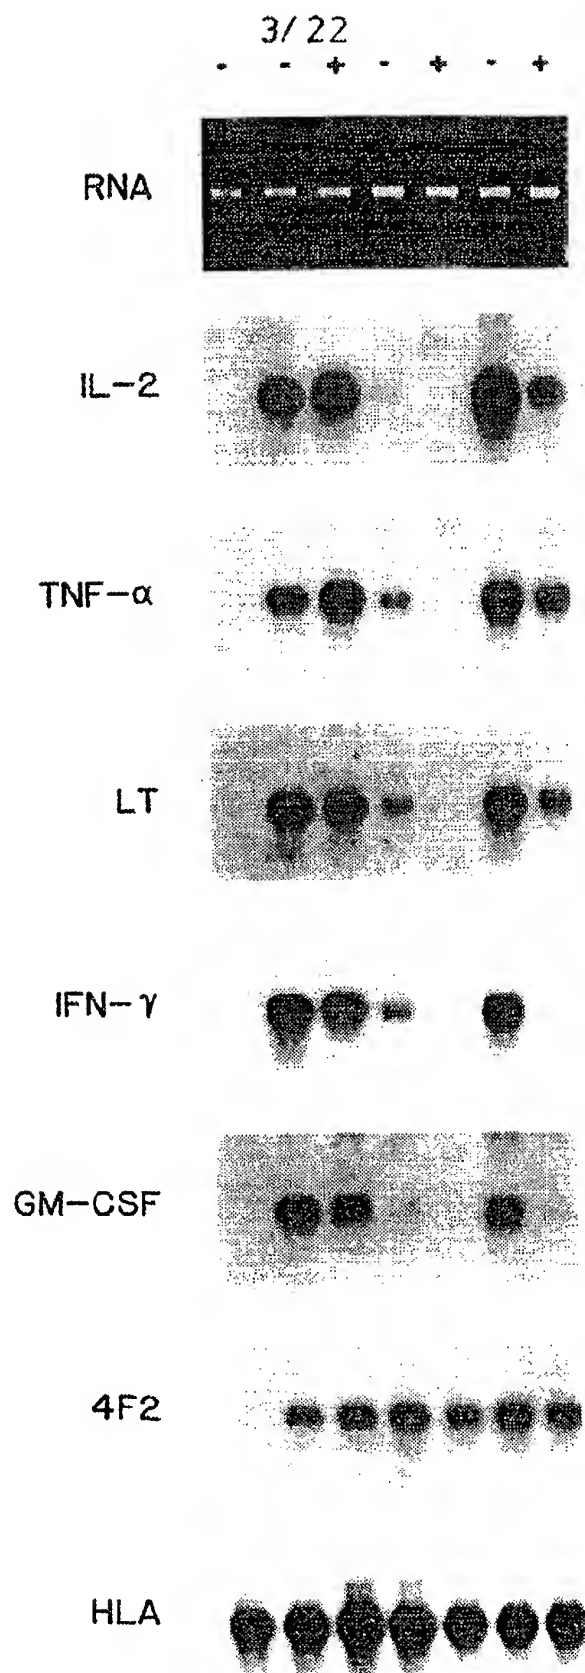 3/22
- - + - + - +
RNA
IL-2
TNF-α
LT
IFN-γ
GM-CSF
4F2
HLA